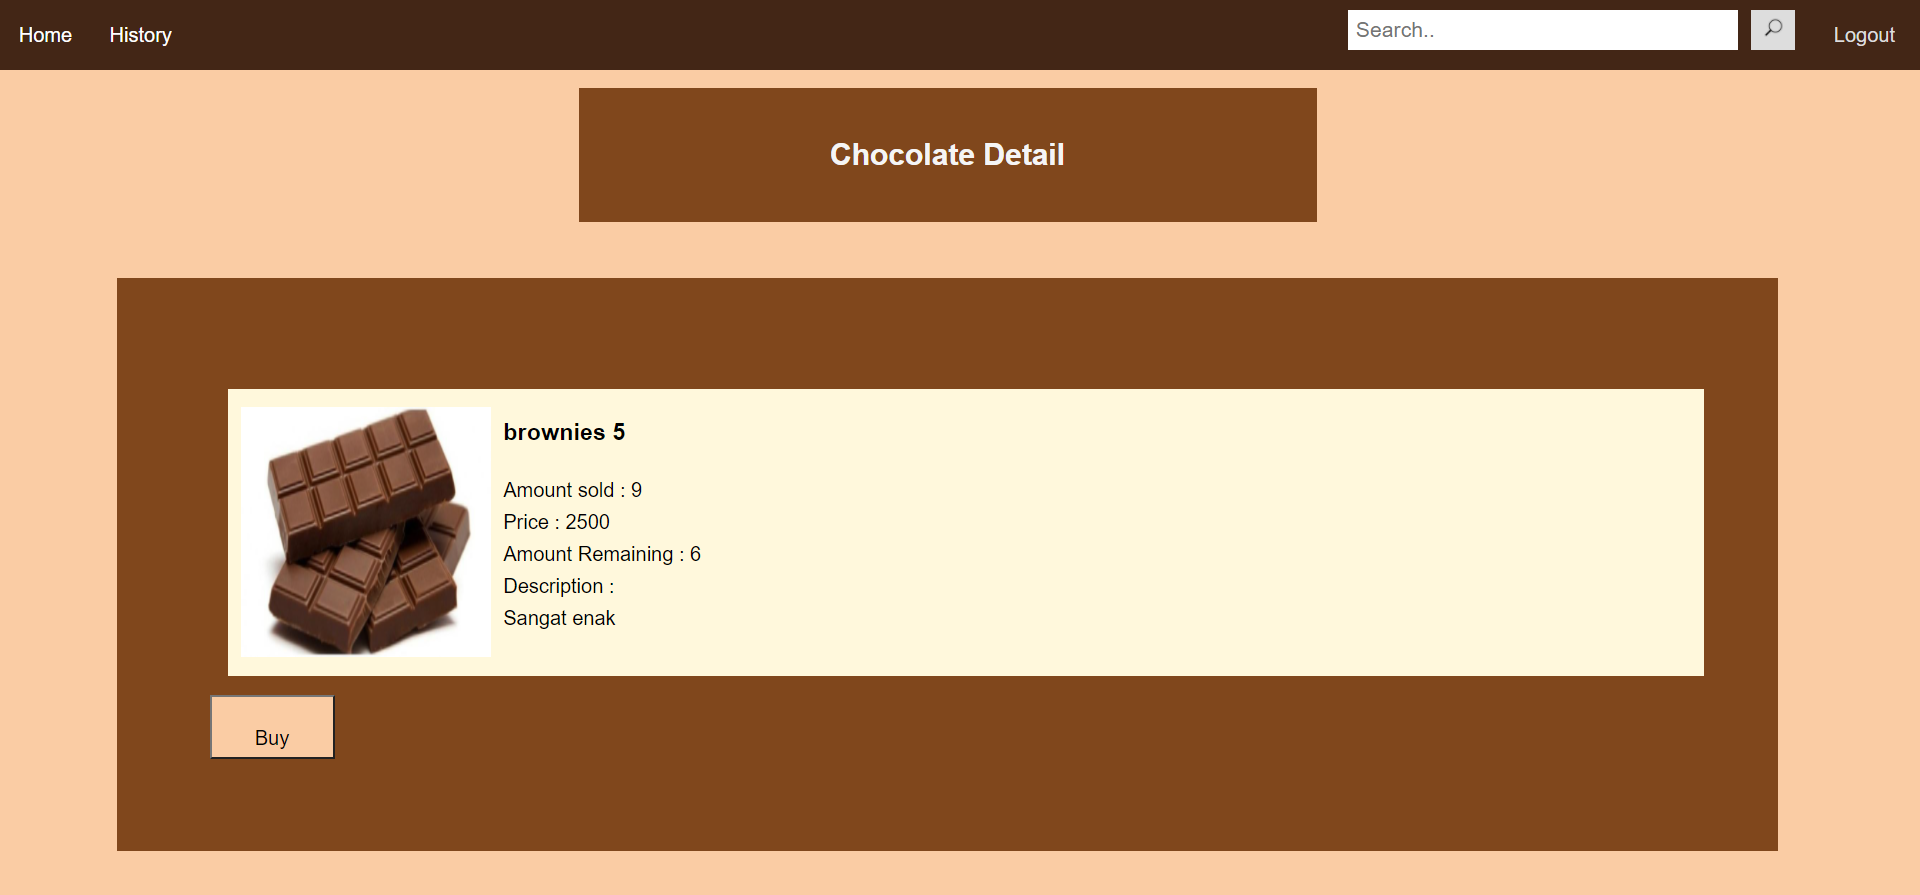 Home History Search.. Logout
Chocolate Detail
brownies 5
Amount sold : 9
Price : 2500
Amount Remaining : 6
Description :
Sangat enak
Buy